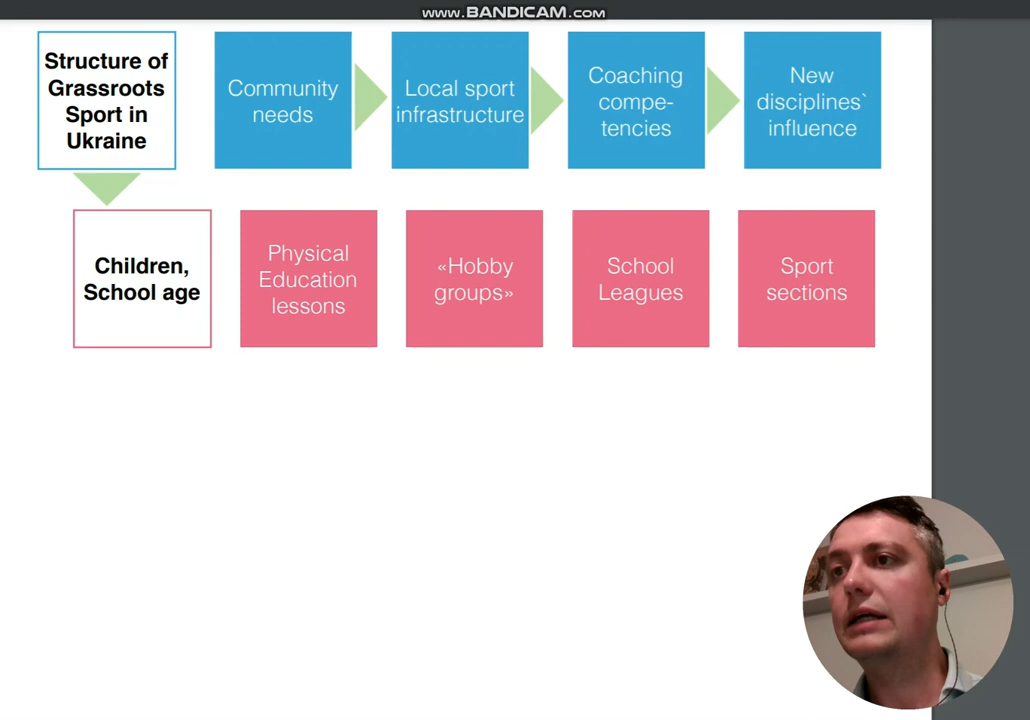 www.BANDICAM.com
Structure of
Grassroots
Sport in
Ukraine
Community
needs
Local sport
infrastructure
Coaching
compe-
tencies
New
disciplines`
influence
Children,
School age
Physical
Education
lessons
«Hobby
groups»
School
Leagues
Sport
sections